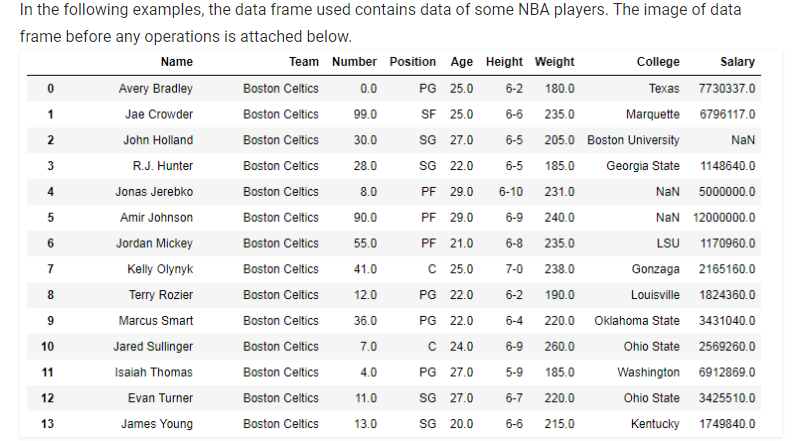 In the following examples, the data frame used contains data of some NBA players. The image of data
frame before any operations is attached below.
Name Team Number Position Age Height Weight College Salary
0 Avery Bradley Boston Celtics 0.0 PG 25.0 6-2 180.0 Texas 7730337.0
1 Jae Crowder Boston Celtics 99.0 SF 25.0 6-6 235.0 Marquette 6796117.0
2 John Holland Boston Celtics 30.0 SG 27.0 6-5 205.0 Boston University NaN
3 R.J. Hunter Boston Celtics 28.0 SG 22.0 6-5 185.0 Georgia State 1148640.0
4 Jonas Jerebko Boston Celtics 8.0 PF 29.0 6-10 231.0 NaN 5000000.0
5 Amir Johnson Boston Celtics 90.0 PF 29.0 6-9 240.0 NaN 12000000.0
6 Jordan Mickey Boston Celtics 55.0 PF 21.0 6-8 235.0 LSU 1170960.0
7 Kelly Olynyk Boston Celtics 41.0 C 25.0 7-0 238.0 Gonzaga 2165160.0
8 Terry Rozier Boston Celtics 12.0 PG 22.0 6-2 190.0 Louisville 1824360.0
9 Marcus Smart Boston Celtics 36.0 PG 22.0 6-4 220.0 Oklahoma State 3431040.0
10 Jared Sullinger Boston Celtics 7.0 C 24.0 6-9 260.0 Ohio State 2569260.0
11 Isaiah Thomas Boston Celtics 4.0 PG 27.0 5-9 185.0 Washington 6912869.0
12 Evan Turner Boston Celtics 11.0 SG 27.0 6-7 220.0 Ohio State 3425510.0
13 James Young Boston Celtics 13.0 SG 20.0 6-6 215.0 Kentucky 1749840.0